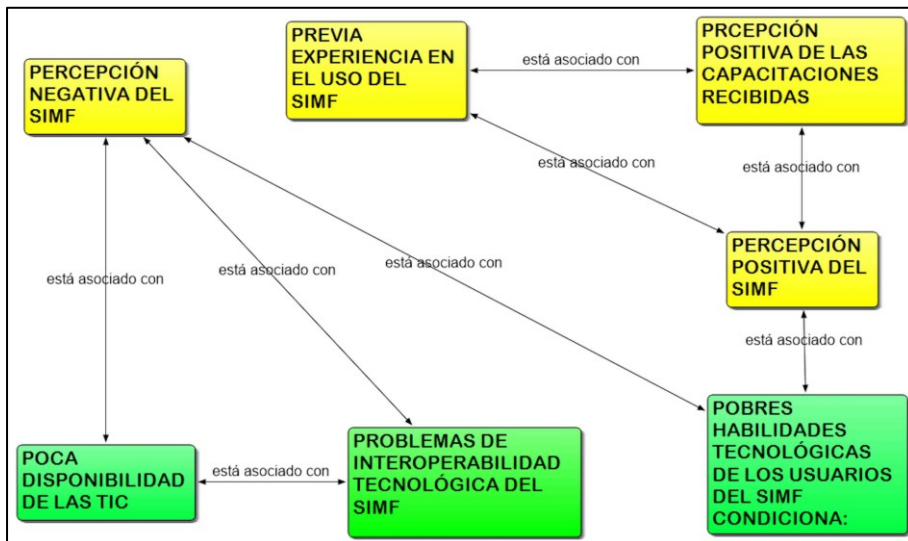 PREVIA
EXPERIENCIA EN
EL USO DEL
SIMF
está asociado con
PRCEPCIÓN
POSITIVA DE LAS
CAPACITACIONES
RECIBIDAS
PERCEPCIÓN
NEGATIVA DEL
SIMF
está asociado con
está asociado con
PERCEPCIÓN
POSITIVA DEL
SIMF
está asociado con
está asociado con
está asociado con
está asociado con
POCA
DISPONIBILIDAD
DE LAS TIC
está asociado con
PROBLEMAS DE
INTEROPERABILIDAD
TECNOLÓGICA DEL
SIMF
POBRES
HABILIDADES
TECNOLÓGICAS
DE LOS USUARIOS
DEL SIMF
CONDICIONA: